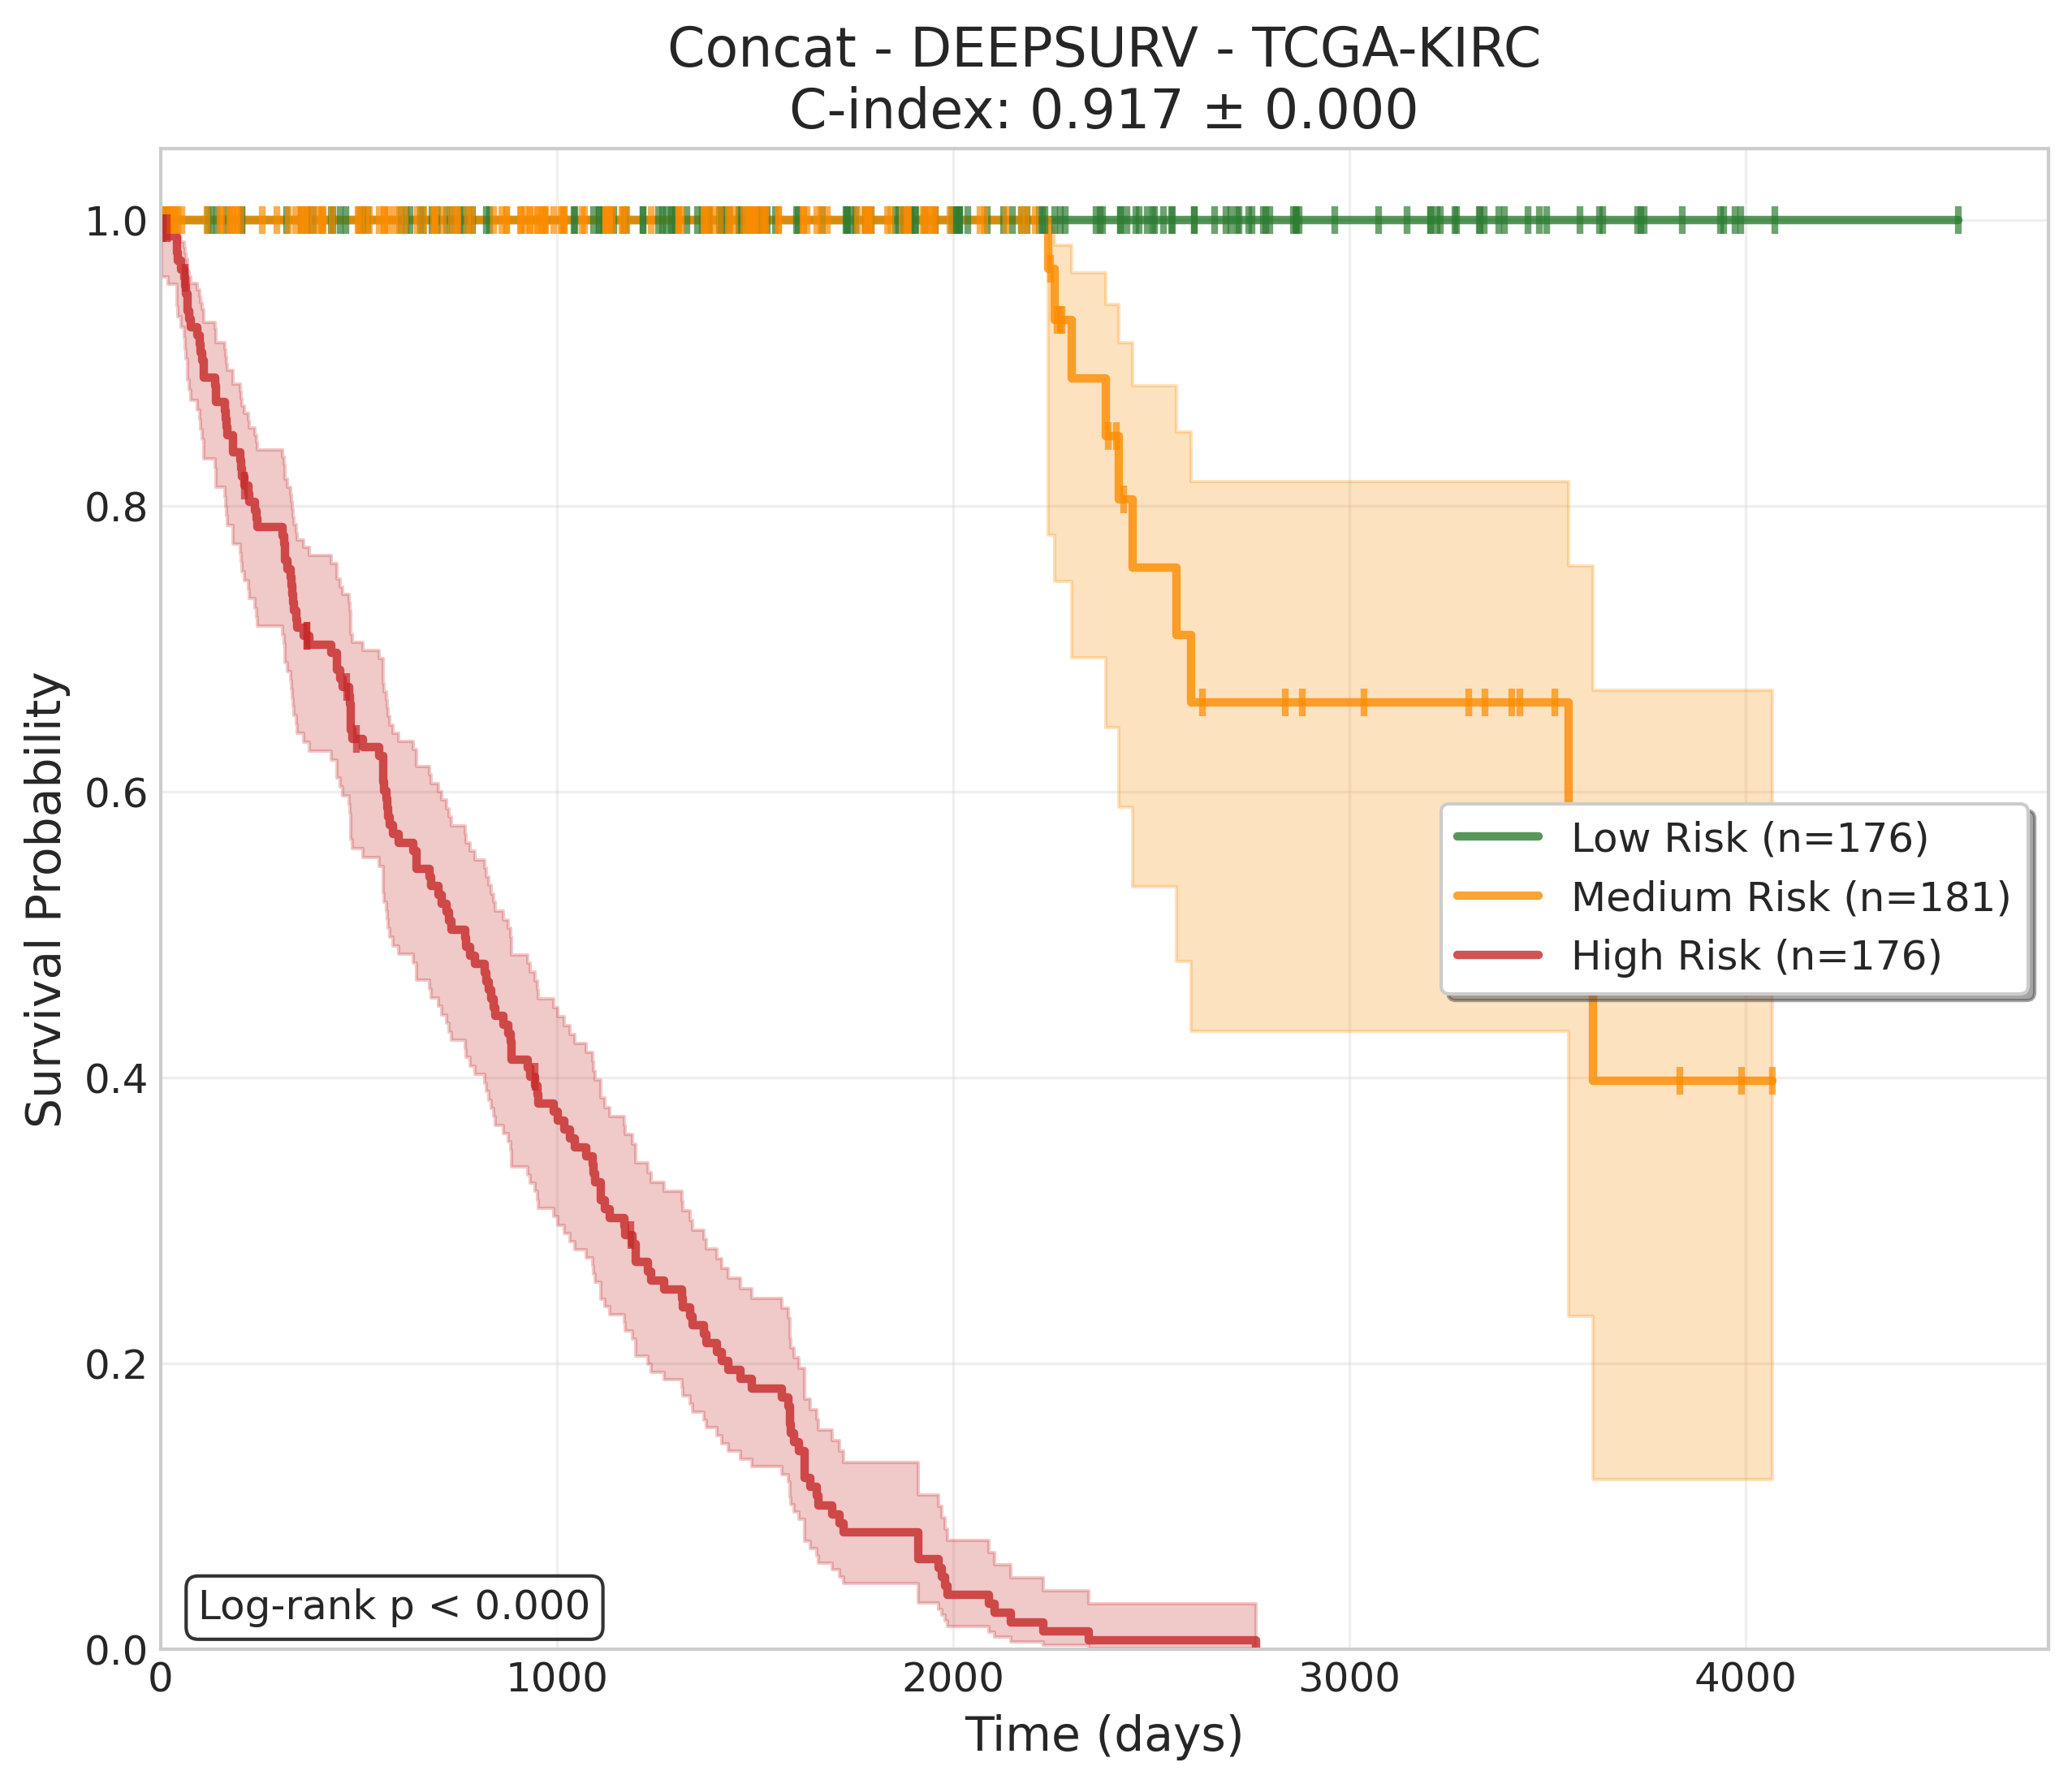 Concat - DEEPSURV - TCGA-KIRC
C-index: 0.917 ± 0.000
Survival Probability
1.0
0.8
0.6
0.4
0.2
0.0
Low Risk (n=176)
Medium Risk (n=181)
High Risk (n=176)
Log-rank p < 0.000
0
1000
2000
3000
4000
Time (days)